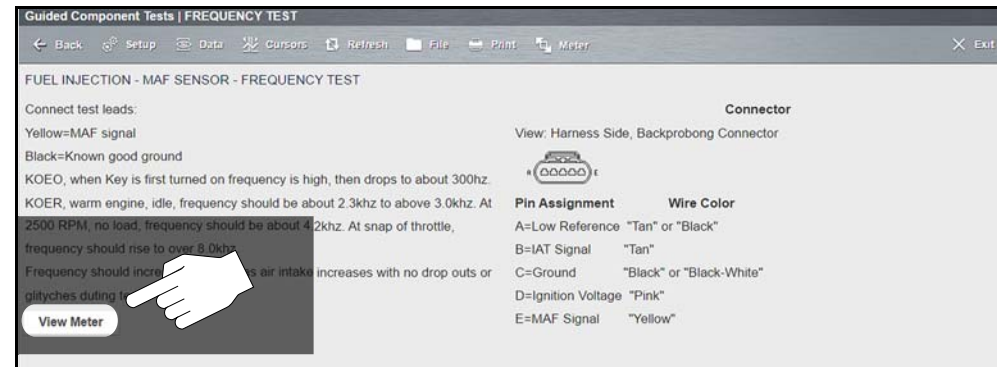 Guided Component Tests | FREQUENCY TEST
Back Setup Data Cursors Refresh File Print Meter Exit
FUEL INJECTION - MAF SENSOR - FREQUENCY TEST
Connect test leads:
Yellow=MAF signal
Black=Known good ground
KOEO, when Key is first turned on frequency is high, then drops to about 300hz.
KOER, warm engine, idle, frequency should be about 2.3khz to above 3.0khz. At
2500 RPM, no load, frequency should be about 4.2khz. At snap of throttle,
frequency should rise to over 8.0khz
Frequency should incre s air intake increases with no drop outs or
glityches duting te
View Meter
Connector
View: Harness Side, Backprobong Connector
A E
Pin Assignment Wire Color
A=Low Reference "Tan" or "Black"
B=IAT Signal "Tan"
C=Ground "Black" or "Black-White"
D=Ignition Voltage "Pink"
E=MAF Signal "Yellow"